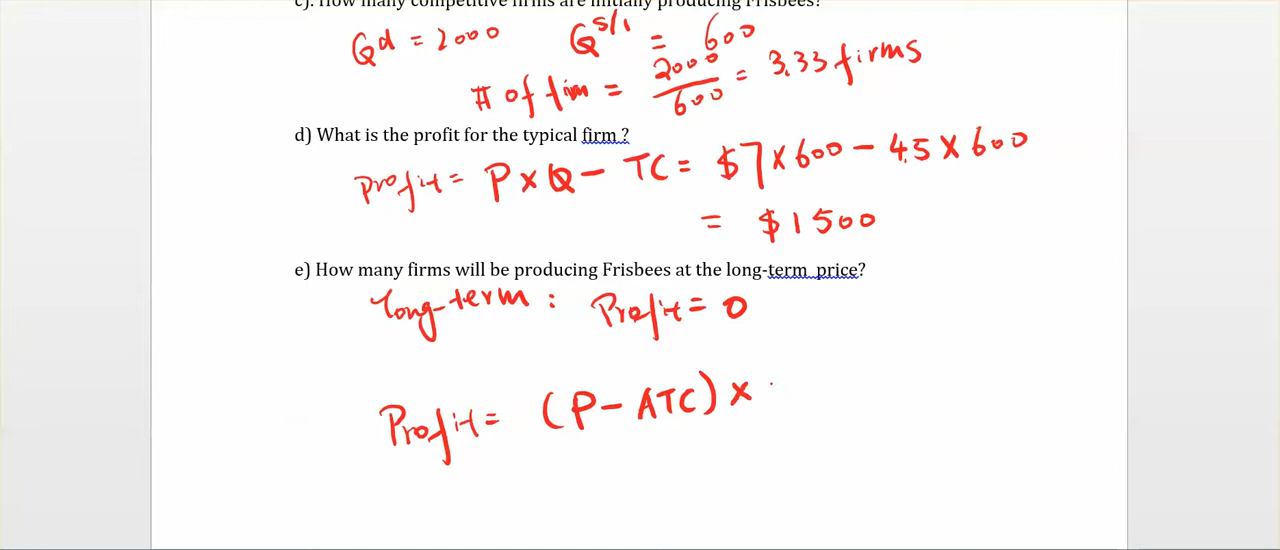 c). How many competitive firms are initially producing Frisbees?
Qd = 2000 Q s/1 = 600
# of firm = 2000/600 = 3.33 firms
d) What is the profit for the typical firm ?
Profit = P × Q − TC = $7 × 600 − 4.5 × 600
= $1500
e) How many firms will be producing Frisbees at the long-term price?
long-term : Profit = 0
Profit = (P − ATC) ×